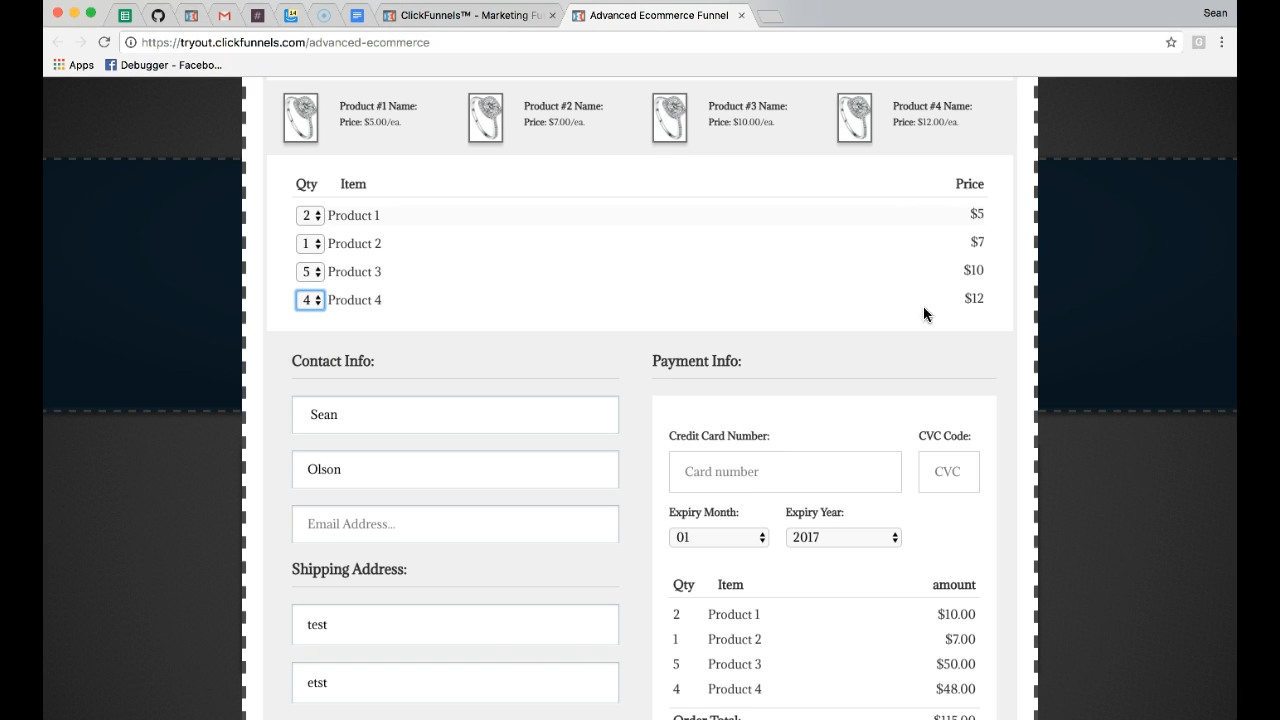 ClickFunnels™ - Marketing Fu
Advanced Ecommerce Funnel
Sean
https://tryout.clickfunnels.com/advanced-ecommerce
Apps
Debugger - Facebo...
Product #1 Name:
Price: $5.00/ea.
Product #2 Name:
Price: $7.00/ea.
Product #3 Name:
Price: $10.00/ea.
Product #4 Name:
Price: $12.00/ea.
Qty Item Price
2 Product 1 $5
1 Product 2 $7
5 Product 3 $10
4 Product 4 $12
Contact Info:
Sean
Olson
Email Address...
Shipping Address:
test
etst
Payment Info:
Credit Card Number: CVC Code:
Card number CVC
Expiry Month: Expiry Year:
01 2017
Qty Item amount
2 Product 1 $10.00
1 Product 2 $7.00
5 Product 3 $50.00
4 Product 4 $48.00
Order Total: $115.00